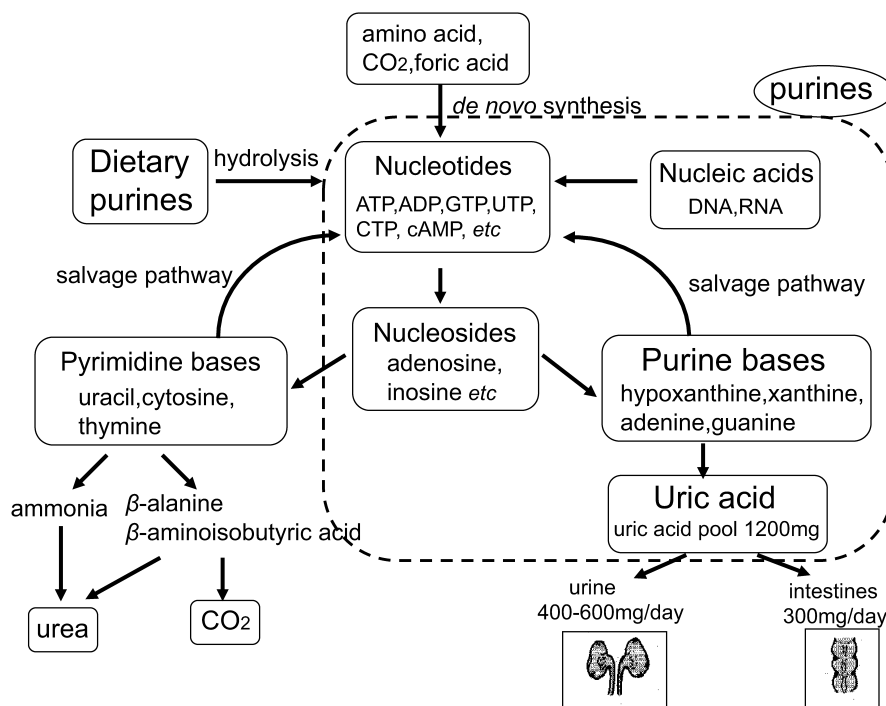 amino acid,
CO2,foric acid
purines
de novo synthesis
Dietary
purines
hydrolysis
Nucleotides
ATP,ADP,GTP,UTP,
CTP, cAMP, etc
Nucleic acids
DNA,RNA
salvage pathway
salvage pathway
Nucleosides
adenosine,
inosine etc
Pyrimidine bases
uracil,cytosine,
thymine
Purine bases
hypoxanthine,xanthine,
adenine,guanine
Uric acid
uric acid pool 1200mg
ammonia
β-alanine
β-aminoisobutyric acid
urea
CO2
urine
400-600mg/day
intestines
300mg/day